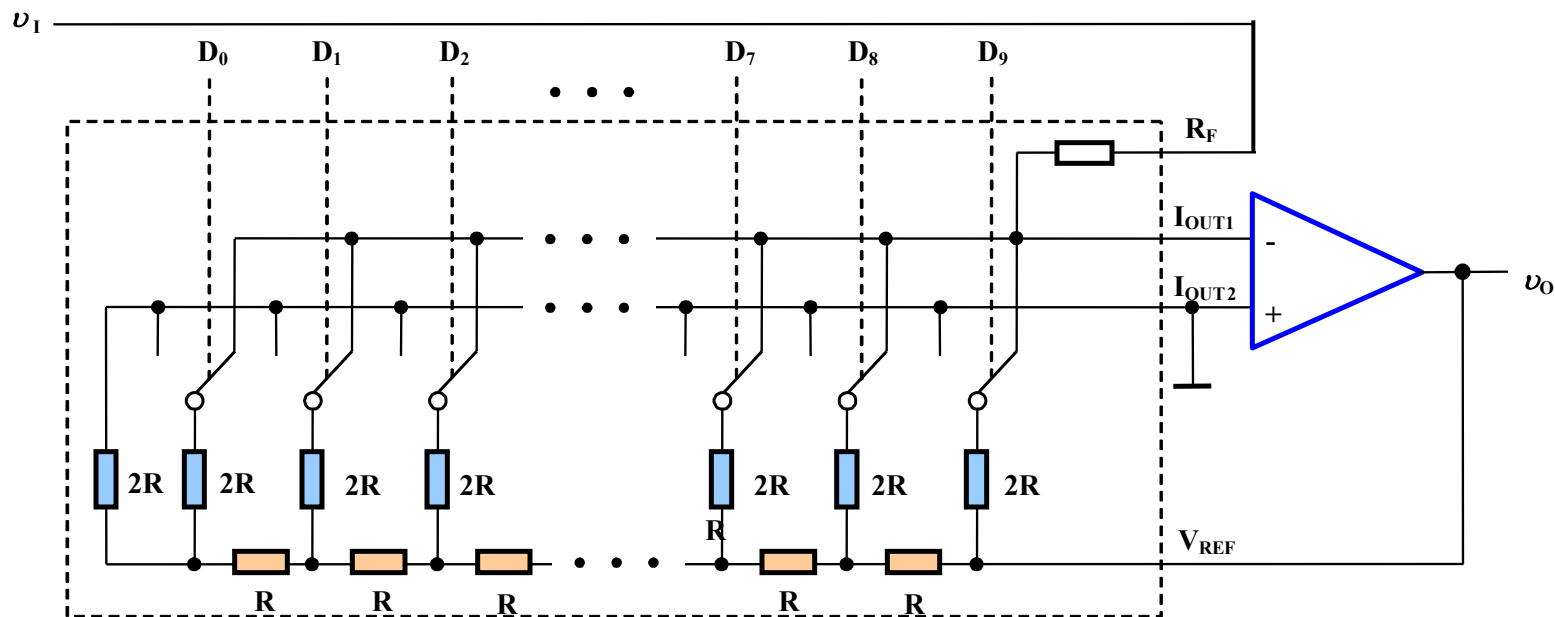 υI
D0 D1 D2 D7 D8 D9
RF
IOUT1
-
IOUT2
+
υO
2R 2R 2R 2R 2R 2R 2R
R
VREF
R R R R R